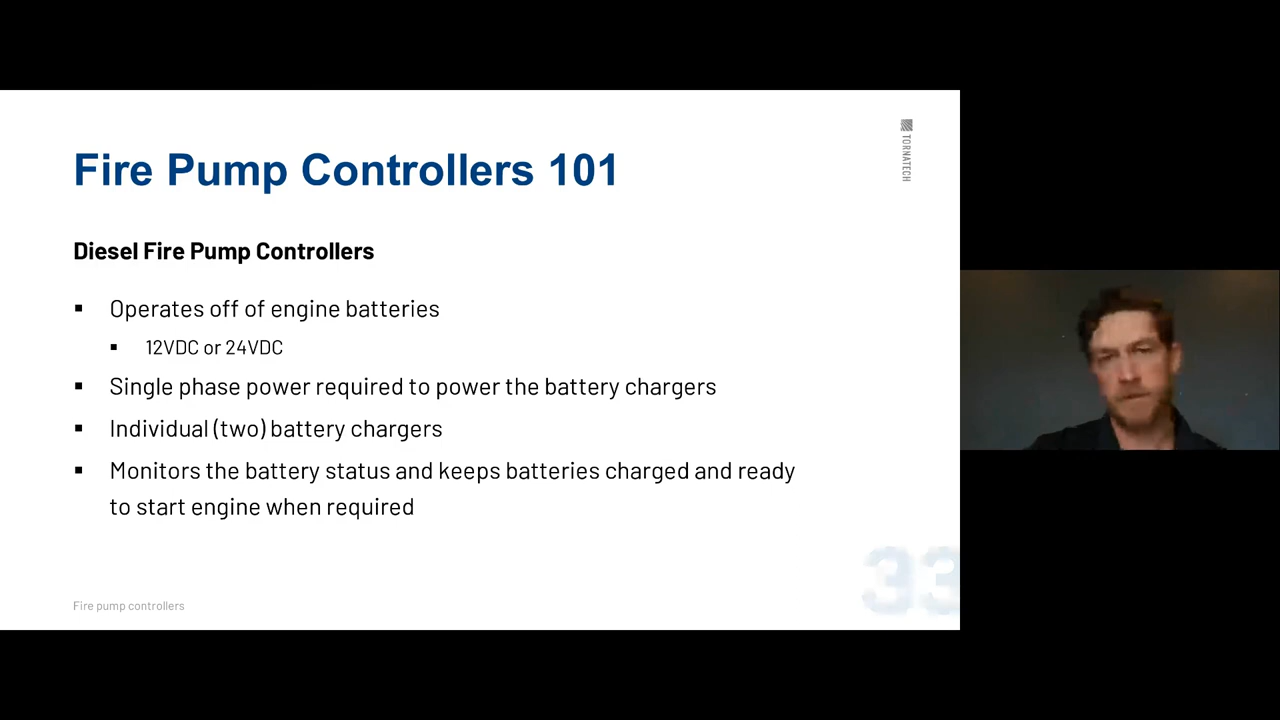 TORNATECH
Fire Pump Controllers 101
Diesel Fire Pump Controllers
▪ Operates off of engine batteries
▪ 12VDC or 24VDC
▪ Single phase power required to power the battery chargers
▪ Individual (two) battery chargers
▪ Monitors the battery status and keeps batteries charged and ready
to start engine when required
33
Fire pump controllers